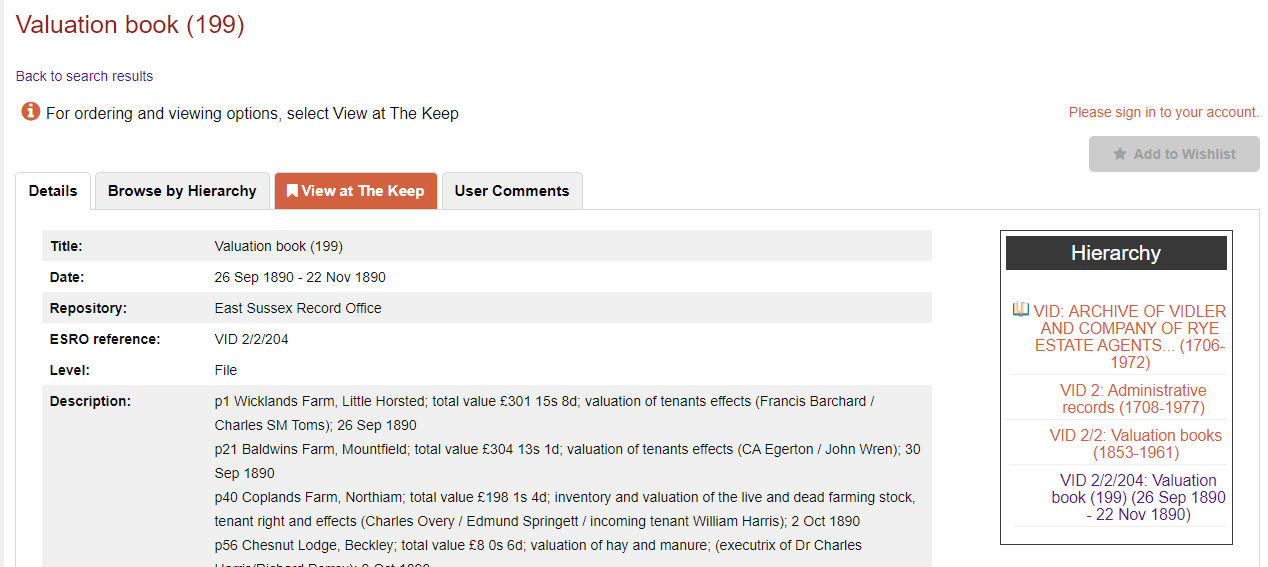 Valuation book (199)
Back to search results
For ordering and viewing options, select View at The Keep
Please sign in to your account.
Add to Wishlist
Details
Browse by Hierarchy
View at The Keep
User Comments
Title: Valuation book (199)
Date: 26 Sep 1890 - 22 Nov 1890
Repository: East Sussex Record Office
ESRO reference: VID 2/2/204
Level: File
Description: p1 Wicklands Farm, Little Horsted; total value £301 15s 8d; valuation of tenants effects (Francis Barchard /
Charles SM Toms); 26 Sep 1890
p21 Baldwins Farm, Mountfield; total value £304 13s 1d; valuation of tenants effects (CA Egerton / John Wren); 30
Sep 1890
p40 Coplands Farm, Northiam; total value £198 1s 4d; inventory and valuation of the live and dead farming stock,
tenant right and effects (Charles Overy / Edmund Springett / incoming tenant William Harris); 2 Oct 1890
p56 Chesnut Lodge, Beckley; total value £8 0s 6d; valuation of hay and manure; (executrix of Dr Charles
Hierarchy
VID: ARCHIVE OF VIDLER
AND COMPANY OF RYE
ESTATE AGENTS... (1706-
1972)
VID 2: Administrative
records (1708-1977)
VID 2/2: Valuation books
(1853-1961)
VID 2/2/204: Valuation
book (199) (26 Sep 1890
- 22 Nov 1890)